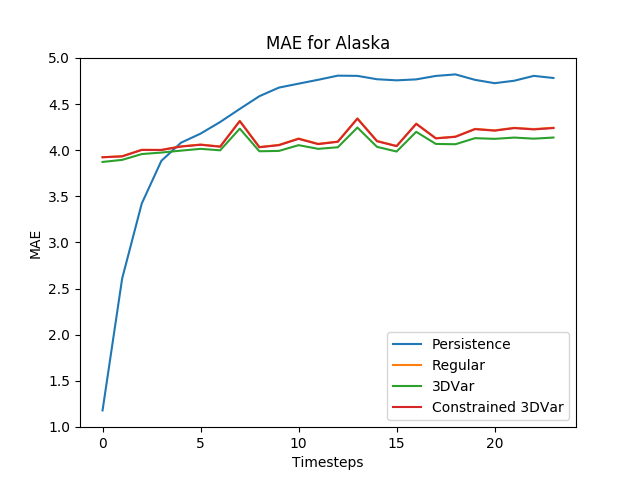 MAE for Alaska
5.0
4.5
4.0
3.5
3.0
2.5
2.0
1.5
1.0
MAE
0 5 10 15 20
Timesteps
Persistence
Regular
3DVar
Constrained 3DVar